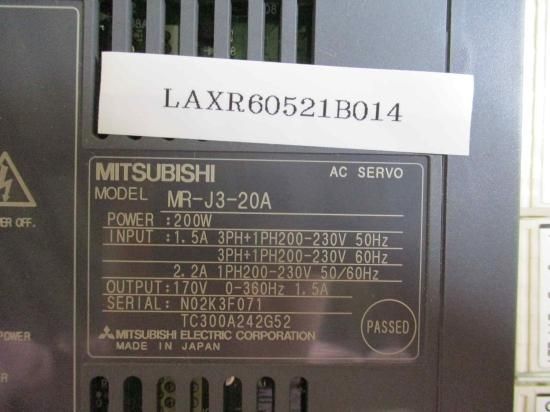 LAXR60521B014
MITSUBISHI AC SERVO
MODEL MR-J3-20A
POWER :200W
INPUT :1.5A 3PH+1PH200-230V 50Hz
3PH+1PH200-230V 60Hz
2.2A 1PH200-230V 50/60Hz
OUTPUT:170V 0-360Hz 1.5A
SERIAL: N02K3F071
TC300A242G52
PASSED
MITSUBISHI ELECTRIC CORPORATION
MADE IN JAPAN
ER OFF.
POWER